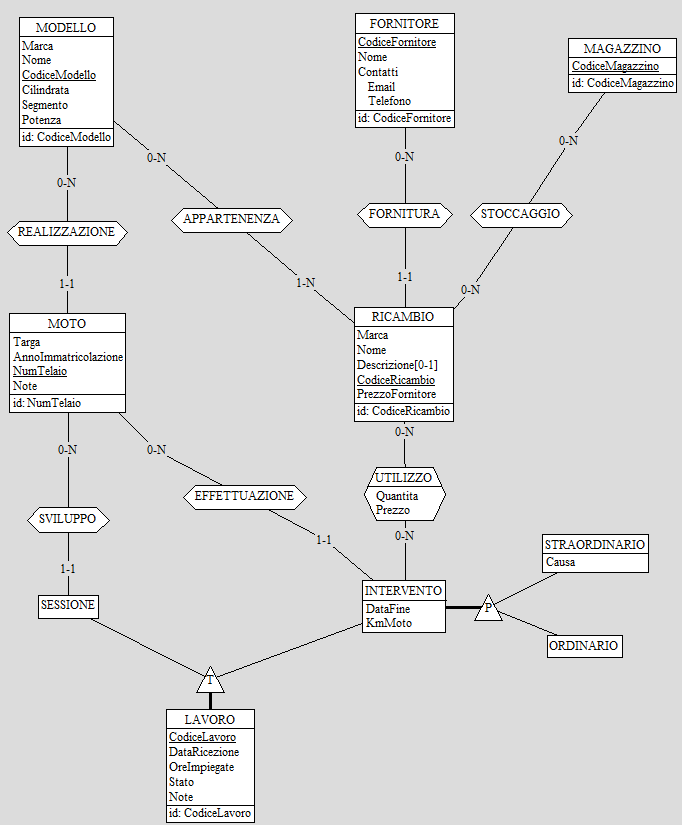 MODELLO
Marca
Nome
CodiceModello
Cilindrata
Segmento
Potenza
id: CodiceModello
FORNITORE
CodiceFornitore
Nome
Contatti
Email
Telefono
id: CodiceFornitore
MAGAZZINO
CodiceMagazzino
id: CodiceMagazzino
0-N
0-N
0-N
0-N
REALIZZAZIONE
APPARTENENZA
FORNITURA
STOCCAGGIO
1-1
1-N
1-1
0-N
MOTO
Targa
AnnoImmatricolazione
NumTelaio
Note
id: NumTelaio
RICAMBIO
Marca
Nome
Descrizione[0-1]
CodiceRicambio
PrezzoFornitore
id: CodiceRicambio
0-N
0-N
0-N
SVILUPPO
EFFETTUAZIONE
UTILIZZO
Quantita
Prezzo
1-1
1-1
0-N
SESSIONE
INTERVENTO
DataFine
KmMoto
P
STRAORDINARIO
Causa
ORDINARIO
T
LAVORO
CodiceLavoro
DataRicezione
OreImpiegate
Stato
Note
id: CodiceLavoro